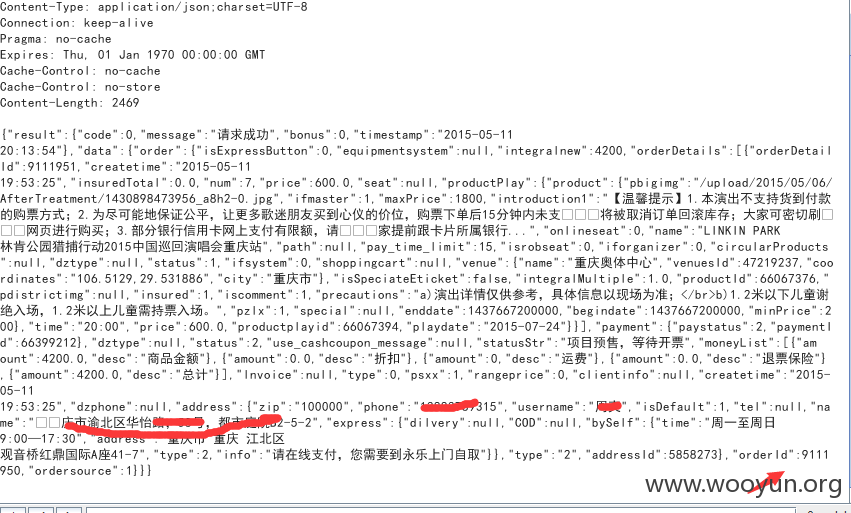 Content-Type: application/json;charset=UTF-8
Connection: keep-alive
Pragma: no-cache
Expires: Thu, 01 Jan 1970 00:00:00 GMT
Cache-Control: no-cache
Cache-Control: no-store
Content-Length: 2469
{"result":{"code":0,"message":"请求成功","bonus":0,"timestamp":"2015-05-11
20:13:54"},"data":{"order":{"isExpressButton":0,"equipmentsystem":null,"integralnew":4200,"orderDetails":[{"orderDetail
Id":9111951,"createtime":"2015-05-11
19:53:25","insuredTotal":0.0,"num":7,"price":600.0,"seat":null,"productPlay":{"product":{"pbigimg":"/upload/2015/05/06/
AfterTreatment/1430898473956_a8h2-0.jpg","ifmaster":1,"maxPrice":1800,"introduction1":"【温馨提示】1.本演出不支持货到付款
的购票方式；2.为尽可能地保证公平，让更多歌迷朋友买到心仪的价位，购票下单后15分钟内未支□□□将被取消订单回滚库存；大家可密切刷□
□□网页进行购买；3.部分银行信用卡网上支付有限额，请□□□家提前跟卡片所属银行...","onlineseat":0,"name":"LINKIN PARK
林肯公园猎捕行动2015中国巡回演唱会重庆站","path":null,"pay_time_limit":15,"isrobseat":0,"iforganizer":0,"circularProducts
":null,"dztype":null,"status":1,"ifsystem":0,"shoppingcart":null,"venue":{"name":"重庆奥体中心","venuesId":47219237,"coo
rdinates":"106.5129,29.531886","city":"重庆市"},"isSpeciateEticket":false,"integralMultiple":1.0,"productId":66067376,"
pdistrictimg":null,"insured":1,"iscomment":1,"precautions":"a)演出详情仅供参考，具体信息以现场为准；</br>b)1.2米以下儿童谢
绝入场，1.2米以上儿童需持票入场。","pzlx":1,"special":null,"enddate":1437667200000,"begindate":1437667200000,"minPrice":2
00},"time":"20:00","price":600.0,"productplayid":66067394,"playdate":"2015-07-24"}}],"payment":{"paystatus":2,"paymentI
d":66399212},"dztype":null,"status":2,"use_cashcoupon_message":null,"statusStr":"项目预售，等待开票","moneyList":[{"am
ount":4200.0,"desc":"商品金额"},{"amount":0.0,"desc":"折扣"},{"amount":0,"desc":"运费"},{"amount":0.0,"desc":"退票保险"}
,{"amount":4200.0,"desc":"总计"}],"Invoice":null,"type":0,"psxx":1,"rangeprice":0,"clientinfo":null,"createtime":"2015-
05-11
19:53:25","dzphone":null,"address":{"zip":"100000","phone":"315","username":"","isDefault":1,"tel":null,"na
me":"□□庆市渝北区华怡路，都市2-5-2","express":{"dilvery":null,"COD":null,"bySelf":{"time":"周一至周日
9:00—17:30","address":"重庆市 重庆 江北区
观音桥红鼎国际A座41-7","type":2,"info":"请在线支付，您需要到永乐上门自取"}},"type":"2","addressId":5858273},"orderId":9111
950,"ordersource":1}}}
www.wooyun.org